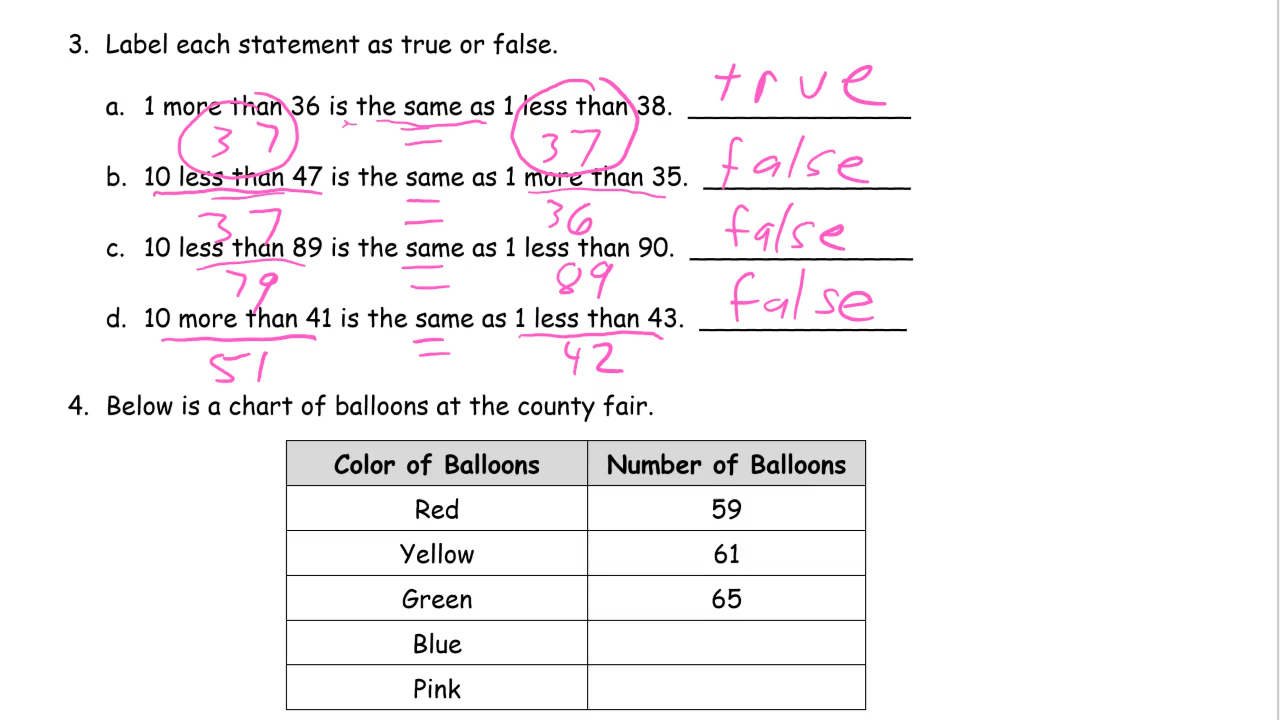 3. Label each statement as true or false.
a. 1 more than 36 is the same as 1 less than 38. true
37 = 37
b. 10 less than 47 is the same as 1 more than 35. false
37 = 36
c. 10 less than 89 is the same as 1 less than 90. false
79 = 89
d. 10 more than 41 is the same as 1 less than 43. false
51 = 42
4. Below is a chart of balloons at the county fair.
Color of Balloons Number of Balloons
Red 59
Yellow 61
Green 65
Blue
Pink